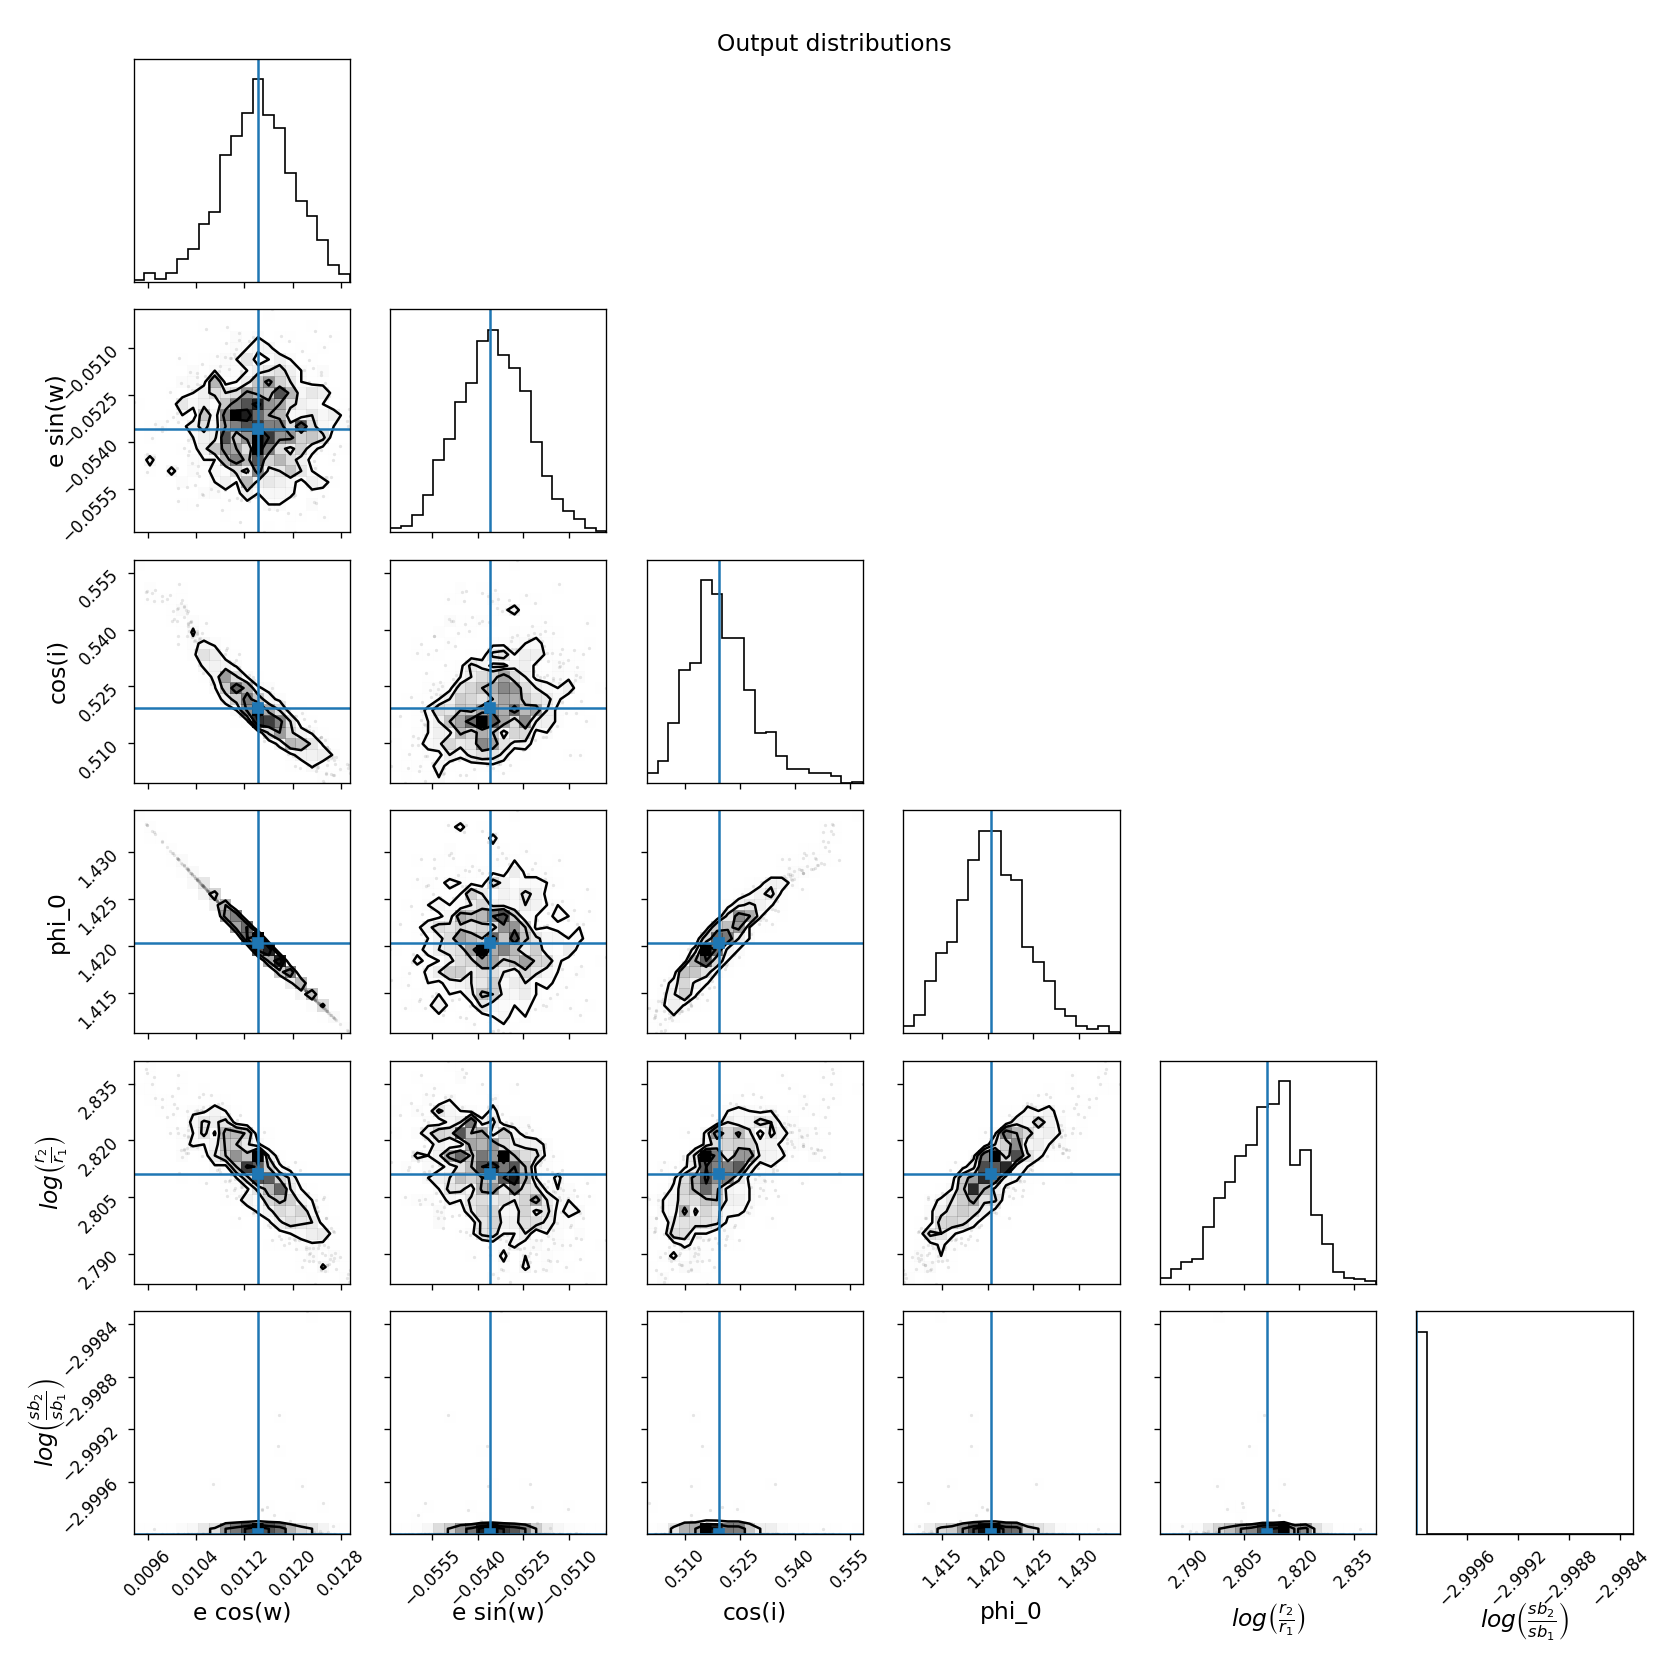 Output distributions
e sin(w)
−0.0510
−0.0525
−0.0540
−0.0555
cos(i)
0.555
0.540
0.525
0.510
phi_0
1.430
1.425
1.420
1.415
log(r₂/r₁)
2.835
2.820
2.805
2.790
log(sb₂/sb₁)
−2.9984
−2.9988
−2.9992
−2.9996
0.0096 0.0104 0.0112 0.0120 0.0128
e cos(w)
−0.0555 −0.0540 −0.0525 −0.0510
e sin(w)
0.510 0.525 0.540 0.555
cos(i)
1.415 1.420 1.425 1.430
phi_0
2.790 2.805 2.820 2.835
log(r₂/r₁)
−2.9996 −2.9992 −2.9988 −2.9984
log(sb₂/sb₁)